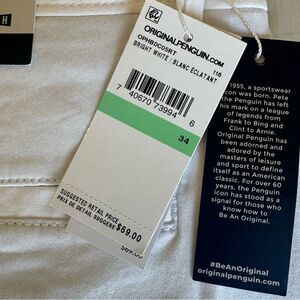 H
ORIGINALPENGUIN.COM
OPHB0C05RT
118
BRIGHT WHITE / BLANC ÉCLATANT
7 40670 73994 6
34
SUGGESTED RETAIL PRICE
PRIX DE DETAIL SUGGÉRÉ
$69.00
$69.00
1955, a sportswear
icon was born. Pete
the Penguin has left
his mark on a league
of legends from
Frank to Bing and
Clint to Arnie.
Original Penguin has
been adorned and
adored by the
masters of leisure
and sport to define
itself as an American
classic. For over 60
years, the Penguin
icon has stood as a
signal for those who
know how to
Be An Original.
#BeAnOriginal
originalpenguin.com